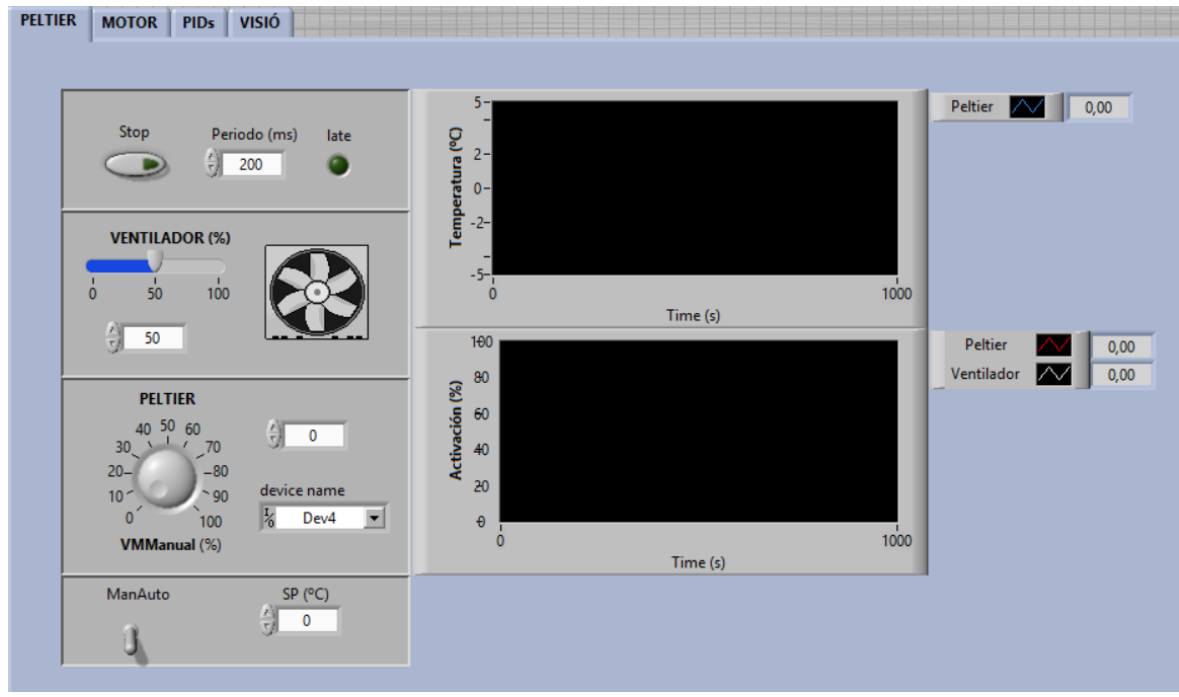 PELTIER MOTOR PIDs VISIÓ
Stop Periodo (ms) late
200
VENTILADOR (%)
0 50 100
50
PELTIER
0 10 20 30 40 50 60 70 80 90 100
VMManual (%)
0
device name
I/O Dev4
ManAuto SP (ºC)
0
Temperatura (ºC)
5
2
0
-2
-5
0 1000
Time (s)
Peltier 0,00
Activación (%)
100
80
60
40
20
0
0 1000
Time (s)
Peltier 0,00
Ventilador 0,00